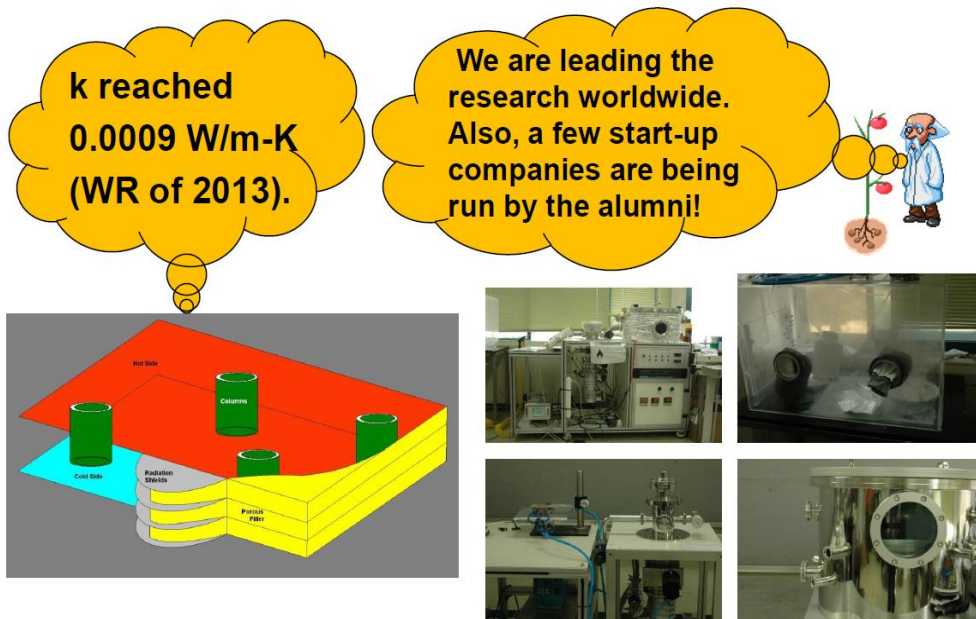 k reached
0.0009 W/m-K
(WR of 2013).
We are leading the
research worldwide.
Also, a few start-up
companies are being
run by the alumni!
Hot Side
Columns
Cold Side
Radiation
Shields
Porous
Filler